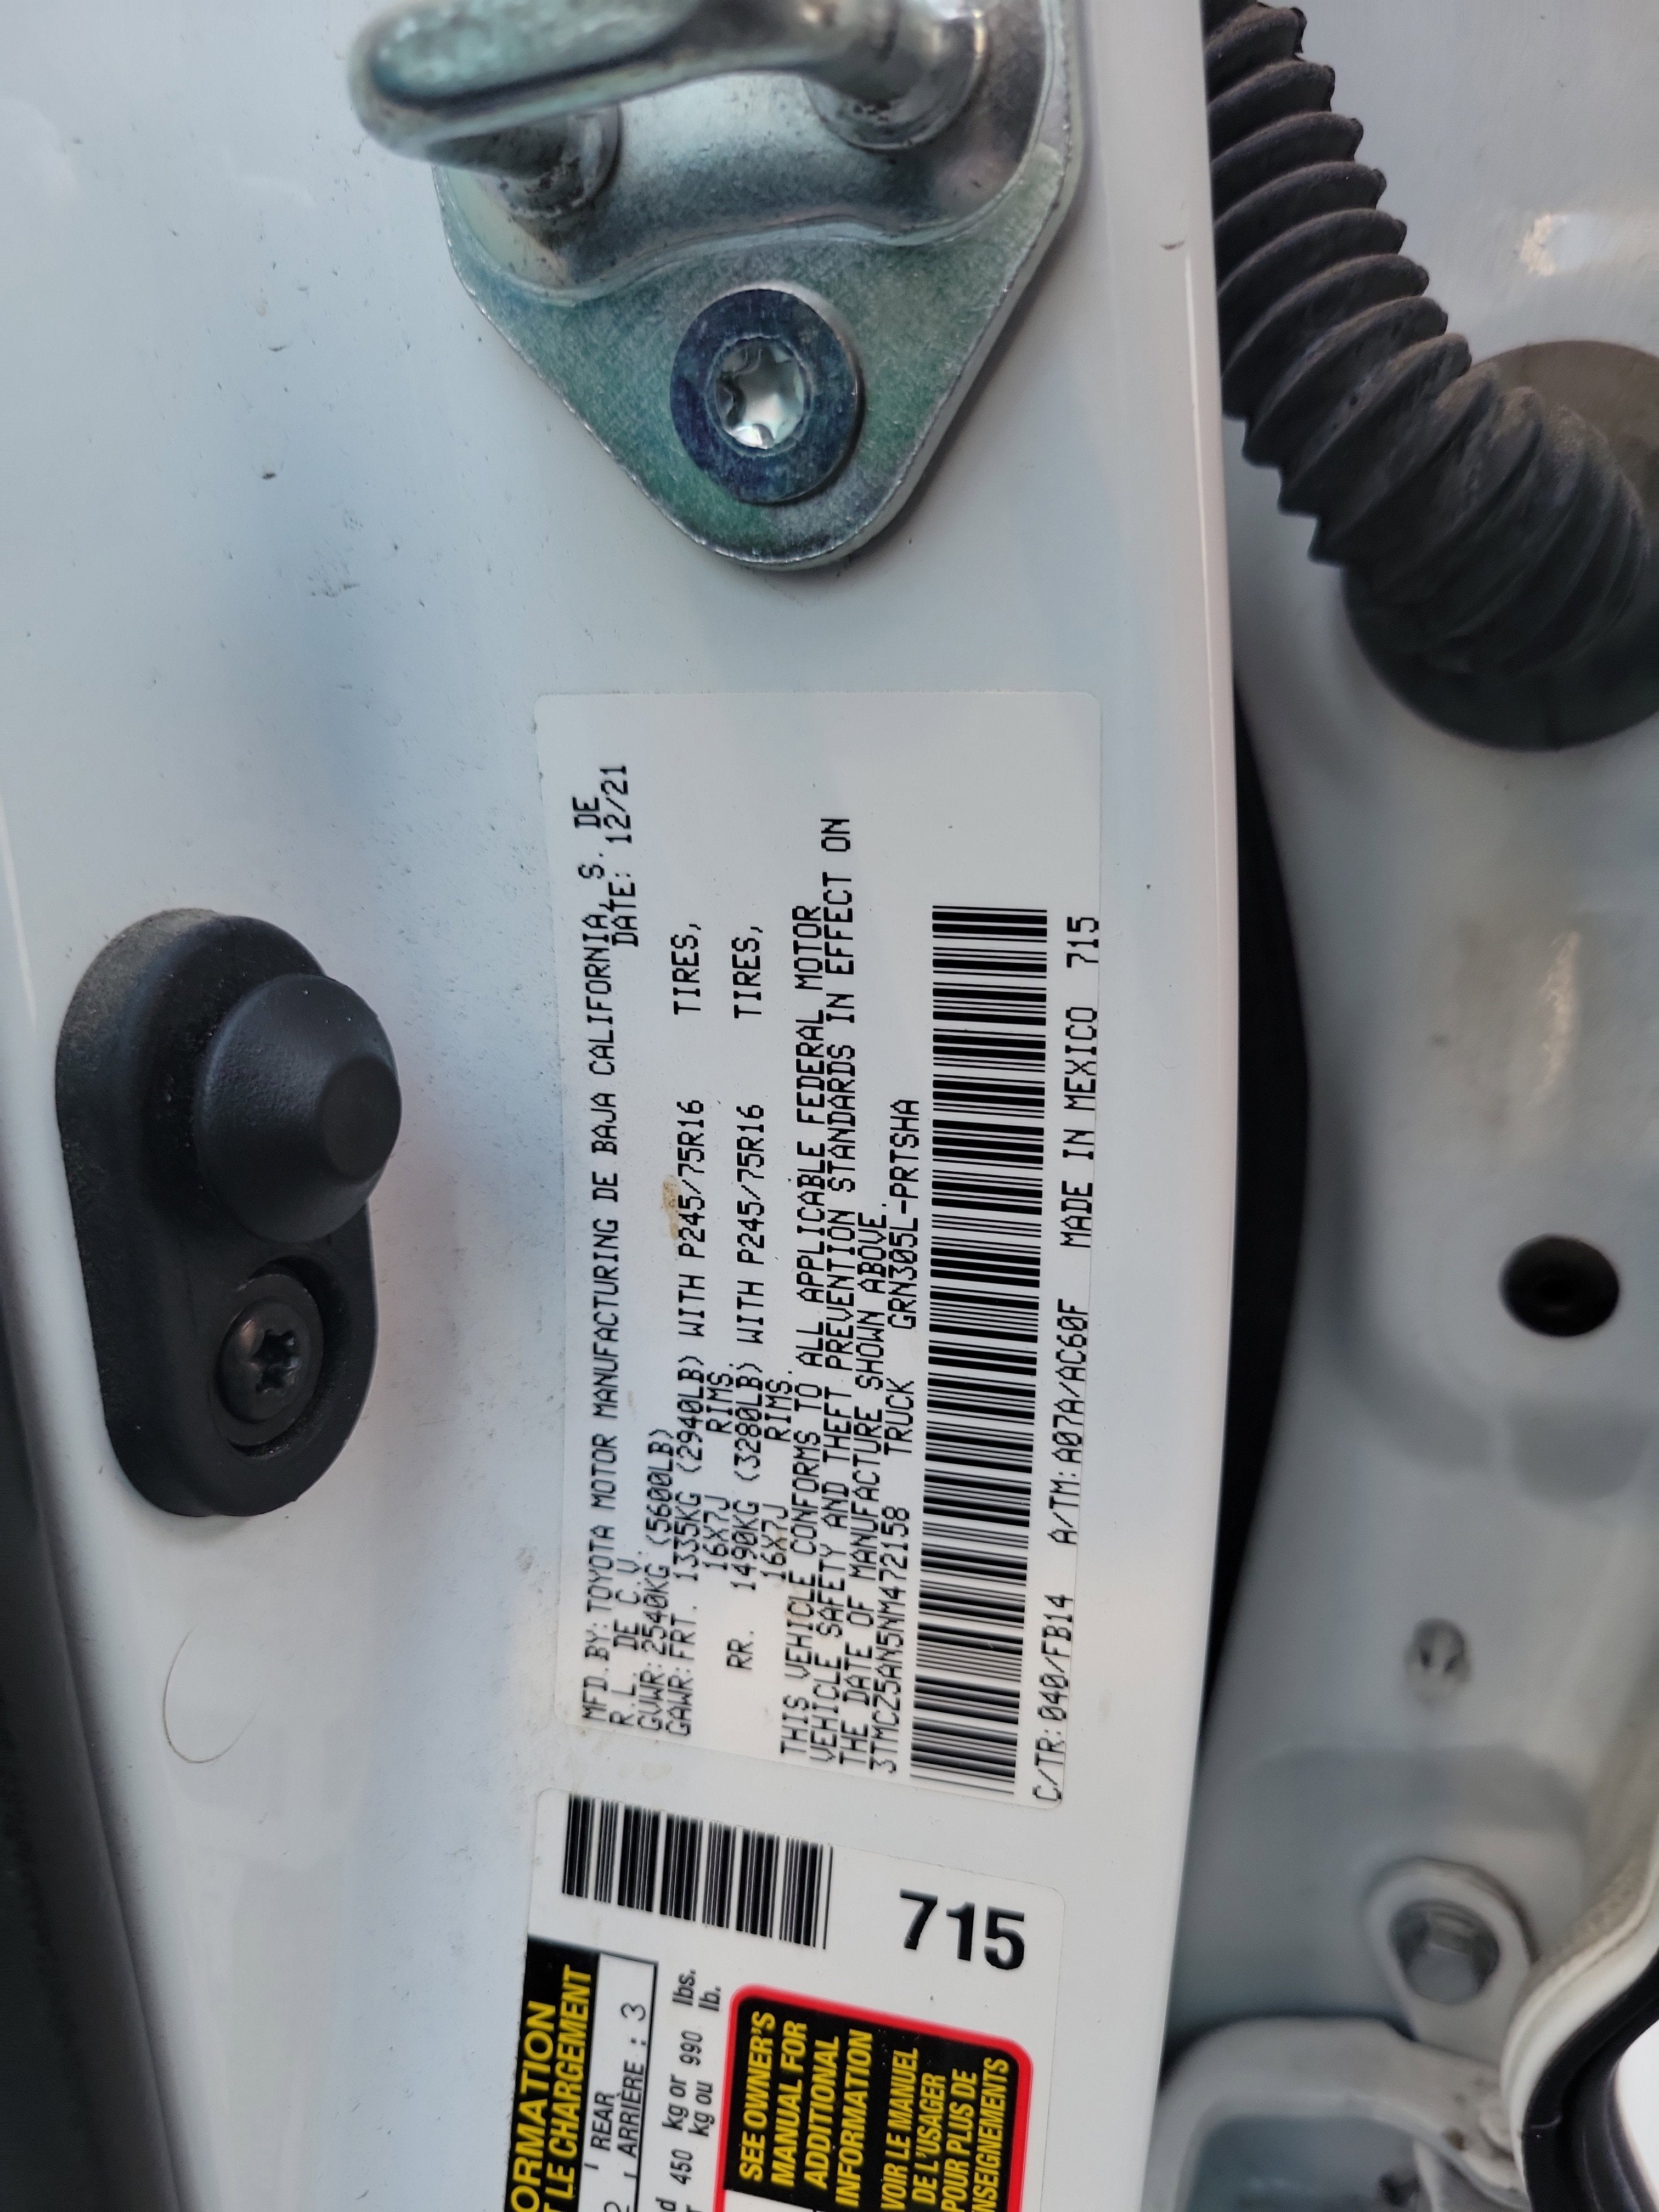 MFD.BY:TOYOTA MOTOR MANUFACTURING DE BAJA CALIFORNIA, S. DE
R.L. DE C.V. DATE: 12/21
GVWR:2540KG (5600LB)
GAWR:FRT. 1335KG (2940LB) WITH P245/75R16 TIRES,
16X7J RIMS.
RR. 1490KG (3280LB) WITH P245/75R16 TIRES,
16X7J RIMS.
THIS VEHICLE CONFORMS TO ALL APPLICABLE FEDERAL MOTOR
VEHICLE SAFETY AND THEFT PREVENTION STANDARDS IN EFFECT ON
THE DATE OF MANUFACTURE SHOWN ABOVE.
3TMCZ5AN5NM472158 TRUCK GRN305L-PRTSHA
C/TR:040/FB14 A/TM:A07A/AC60F MADE IN MEXICO 715
715
LE CHARGEMENT
REAR
ARRIÈRE : 3
450 kg or 990 lbs.
kg ou lb.
SEE OWNER'S
MANUAL FOR
ADDITIONAL
INFORMATION
VOIR LE MANUEL
DE L'USAGER
POUR PLUS DE